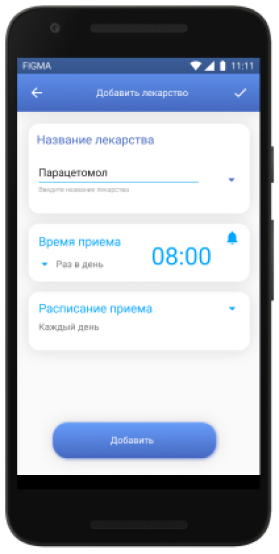 FIGMA 11:11
Добавить лекарство
Название лекарства
Парацетомол
Введите название лекарства
Время приема
08:00
Раз в день
Расписание приема
Каждый день
Добавить